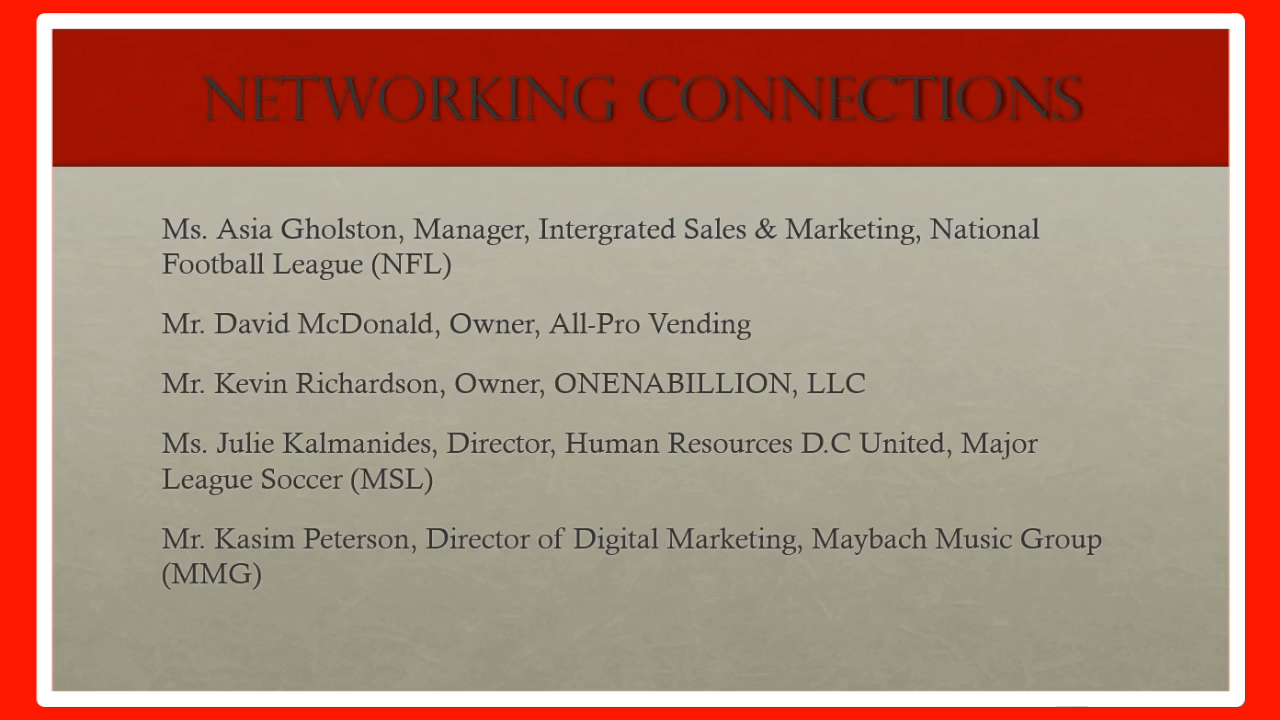 NETWORKING CONNECTIONS
Ms. Asia Gholston, Manager, Intergrated Sales & Marketing, National
Football League (NFL)
Mr. David McDonald, Owner, All-Pro Vending
Mr. Kevin Richardson, Owner, ONENABILLION, LLC
Ms. Julie Kalmanides, Director, Human Resources D.C United, Major
League Soccer (MSL)
Mr. Kasim Peterson, Director of Digital Marketing, Maybach Music Group
(MMG)